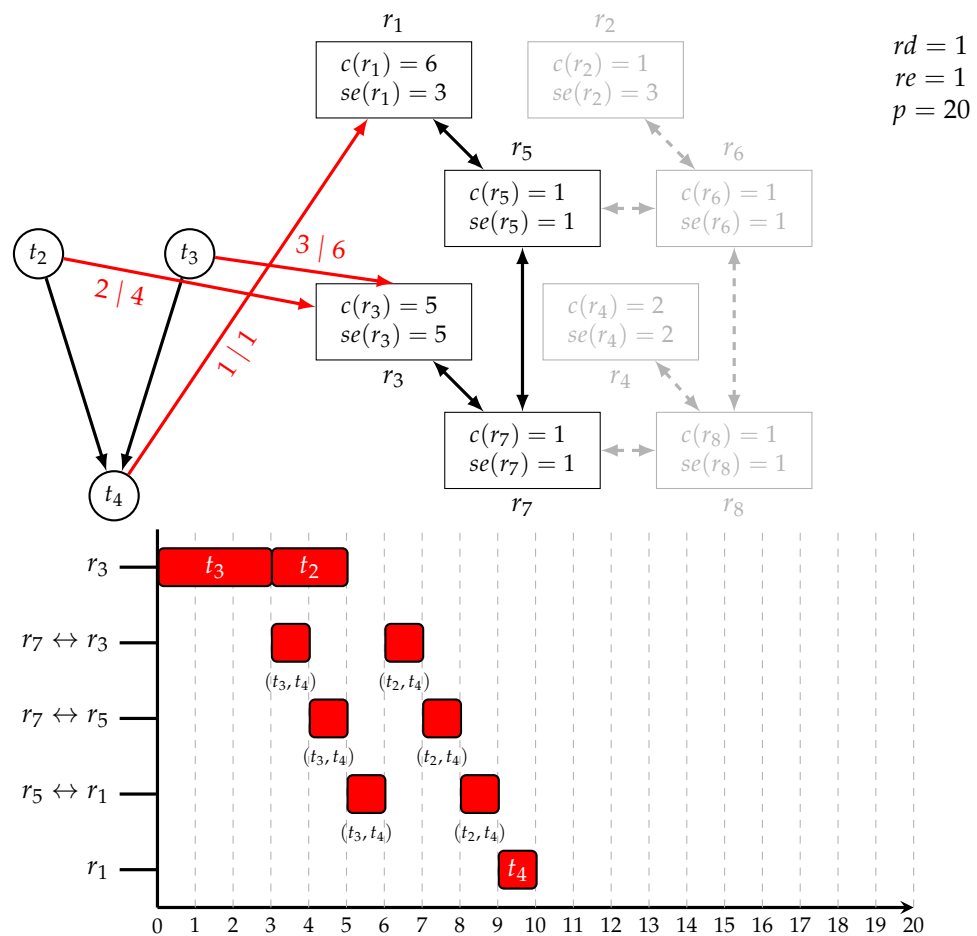 r₁
r₂
rd = 1
re = 1
p = 20
c(r₁) = 6
se(r₁) = 3
c(r₂) = 1
se(r₂) = 3
r₅
r₆
c(r₅) = 1
se(r₅) = 1
c(r₆) = 1
se(r₆) = 1
t₂
t₃
3 | 6
2 | 4
1 | 1
c(r₃) = 5
se(r₃) = 5
c(r₄) = 2
se(r₄) = 2
r₃
r₄
c(r₇) = 1
se(r₇) = 1
c(r₈) = 1
se(r₈) = 1
t₄
r₇
r₈
r₃
t₃
t₂
r₇ ↔ r₃
(t₃, t₄)
(t₂, t₄)
r₇ ↔ r₅
(t₃, t₄)
(t₂, t₄)
r₅ ↔ r₁
(t₃, t₄)
(t₂, t₄)
r₁
t₄
0 1 2 3 4 5 6 7 8 9 10 11 12 13 14 15 16 17 18 19 20